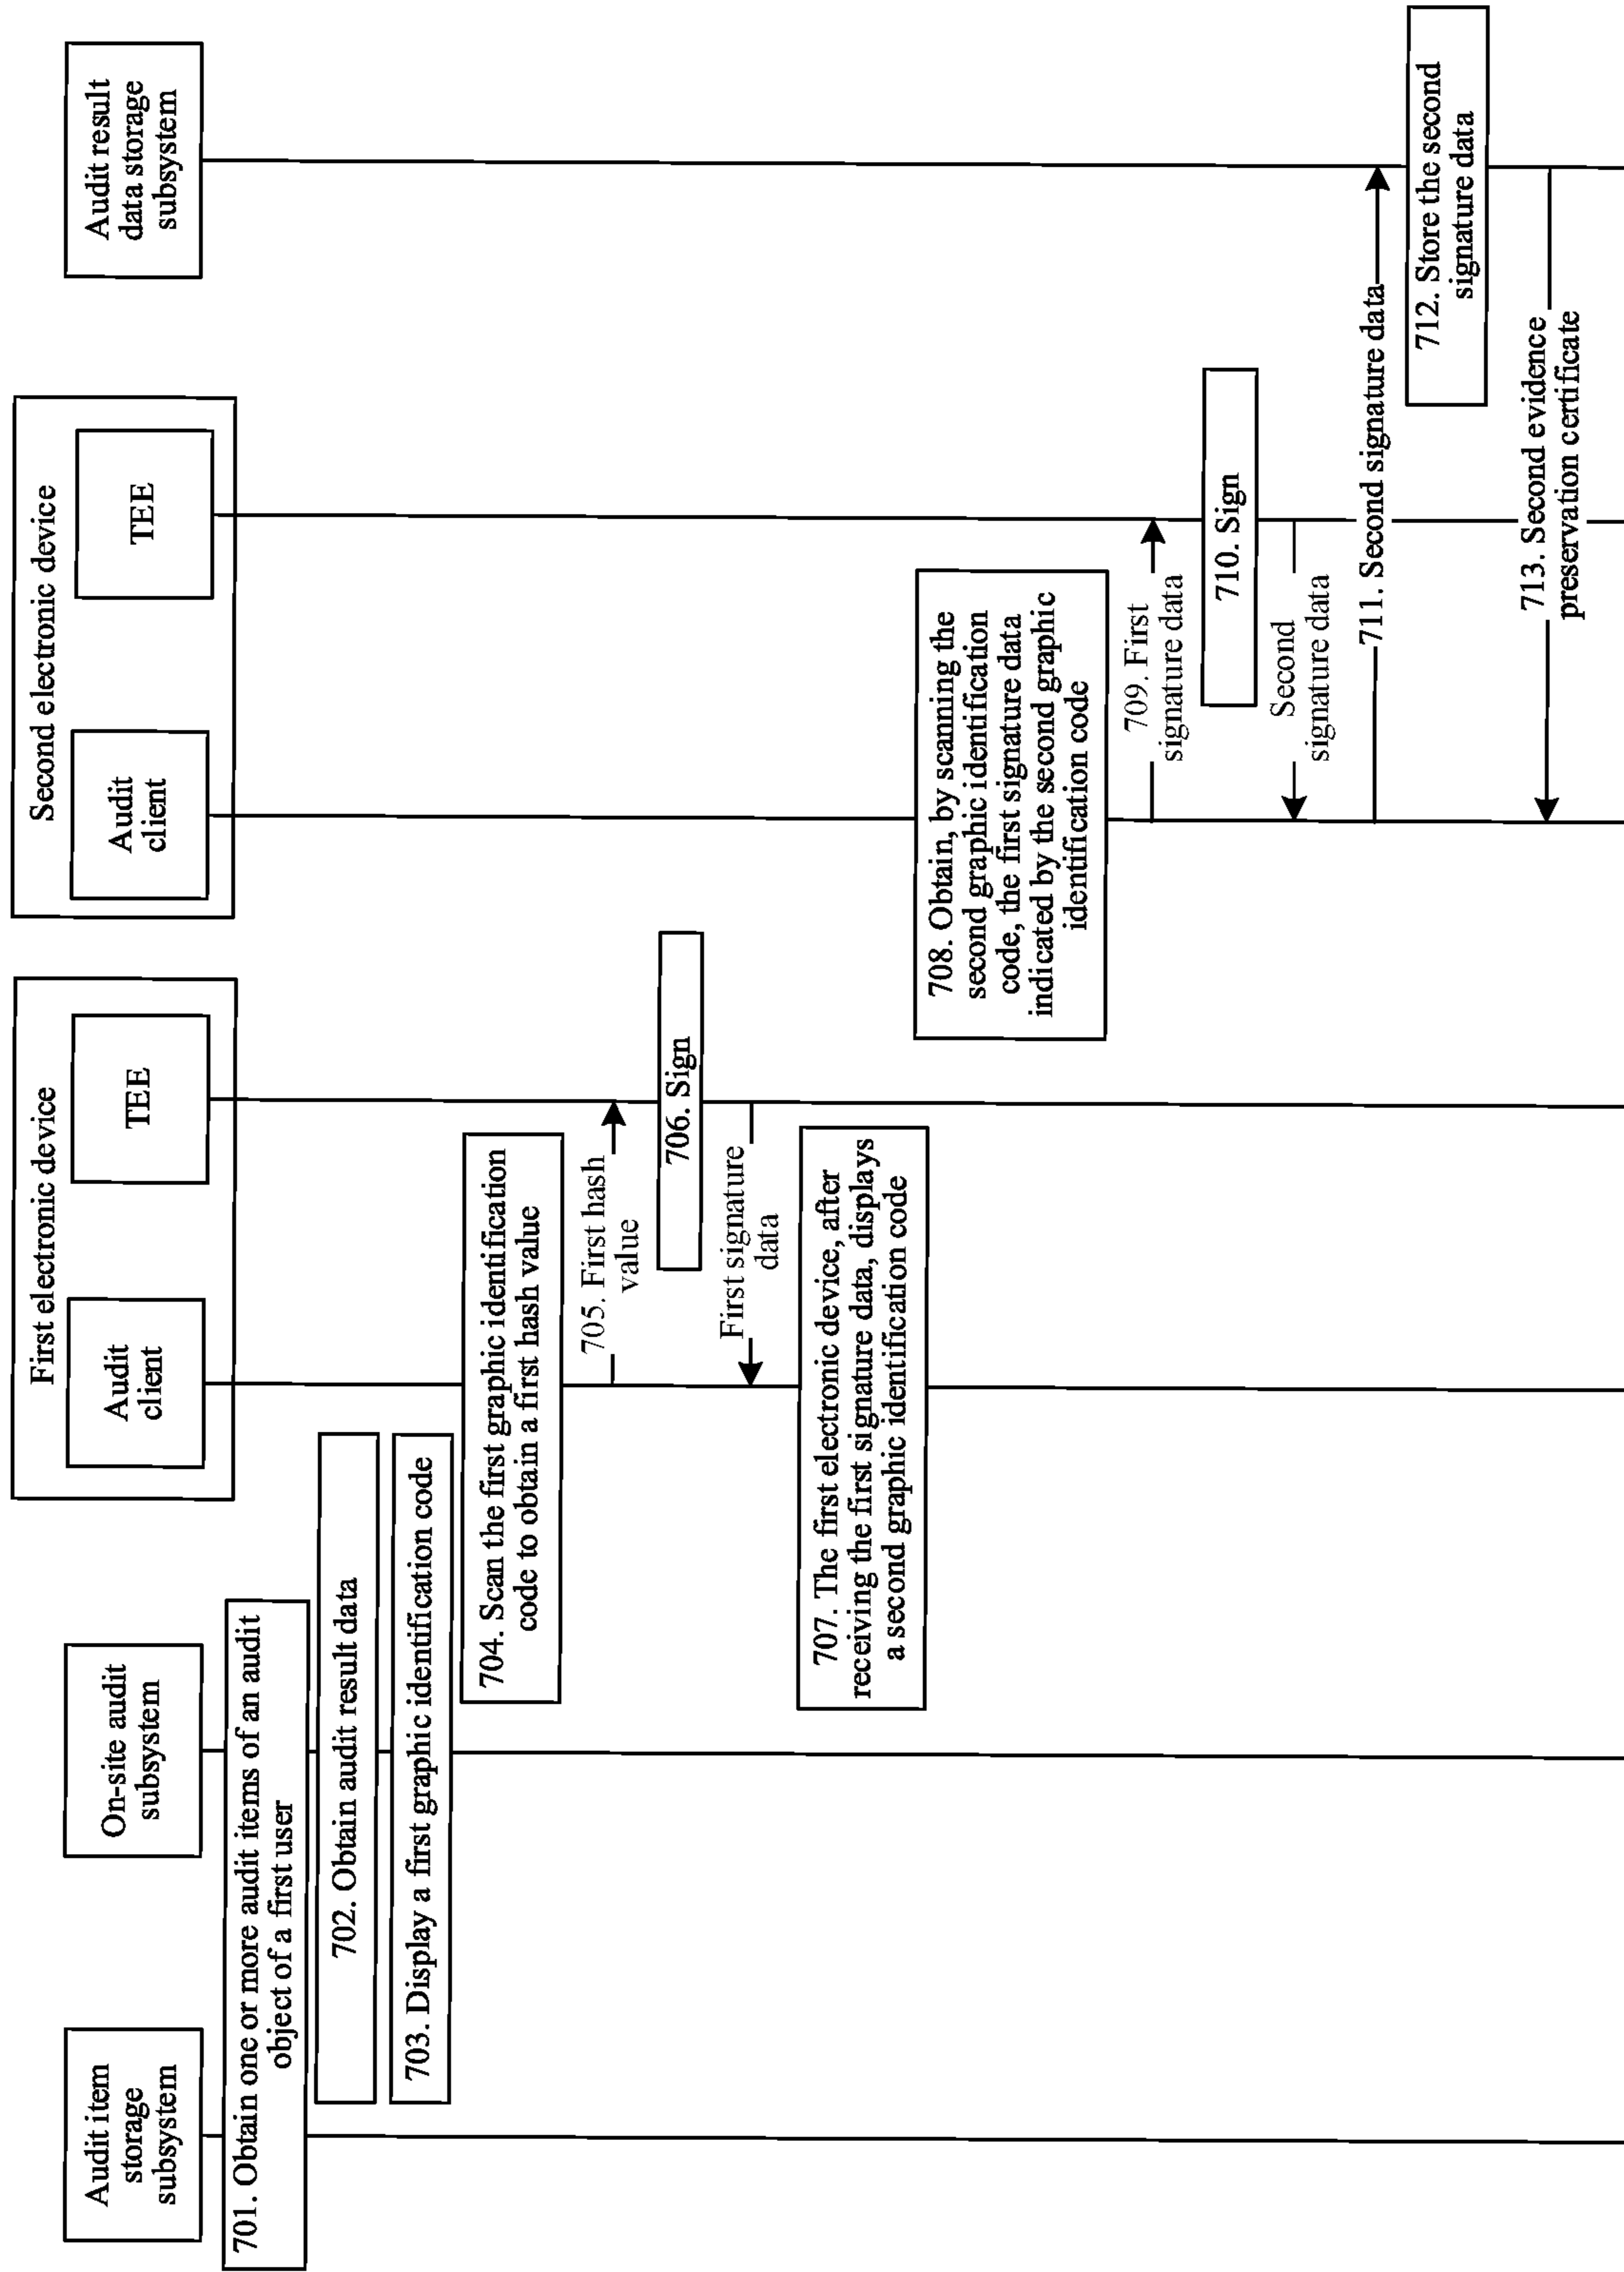 Audit item
storage
subsystem
On-site audit
subsystem
First electronic device
Audit
client
TEE
Second electronic device
Audit
client
TEE
Audit result
data storage
subsystem
701. Obtain one or more audit items of an audit
object of a first user
702. Obtain audit result data
703. Display a first graphic identification code
704. Scan the first graphic identification
code to obtain a first hash value
705. First hash
value
706. Sign
First signature
data
707. The first electronic device, after
receiving the first signature data, displays
a second graphic identification code
708. Obtain, by scanning the
second graphic identification
code, the first signature data
indicated by the second graphic
identification code
709. First
signature data
710. Sign
Second
signature data
711. Second signature data
712. Store the second
signature data
713. Second evidence
preservation certificate